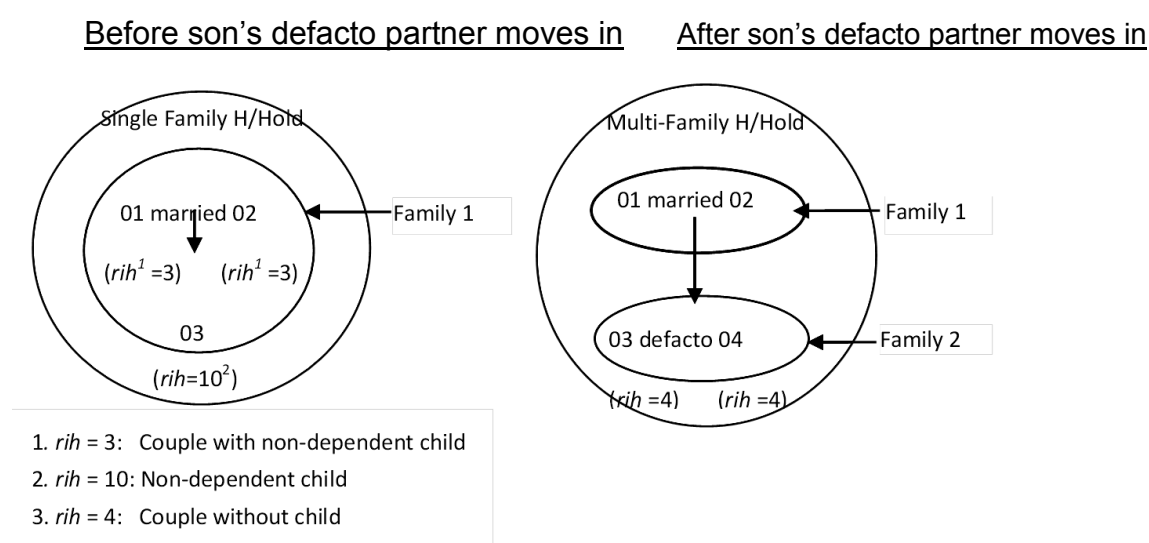 Before son's defacto partner moves in
After son's defacto partner moves in
Single Family H/Hold
01 married 02
Family 1
(rih¹ =3)
(rih¹ =3)
03
(rih=10²)
Multi-Family H/Hold
01 married 02
Family 1
03 defacto 04
Family 2
(rih =4)
(rih =4)
1. rih = 3: Couple with non-dependent child
2. rih = 10: Non-dependent child
3. rih = 4: Couple without child